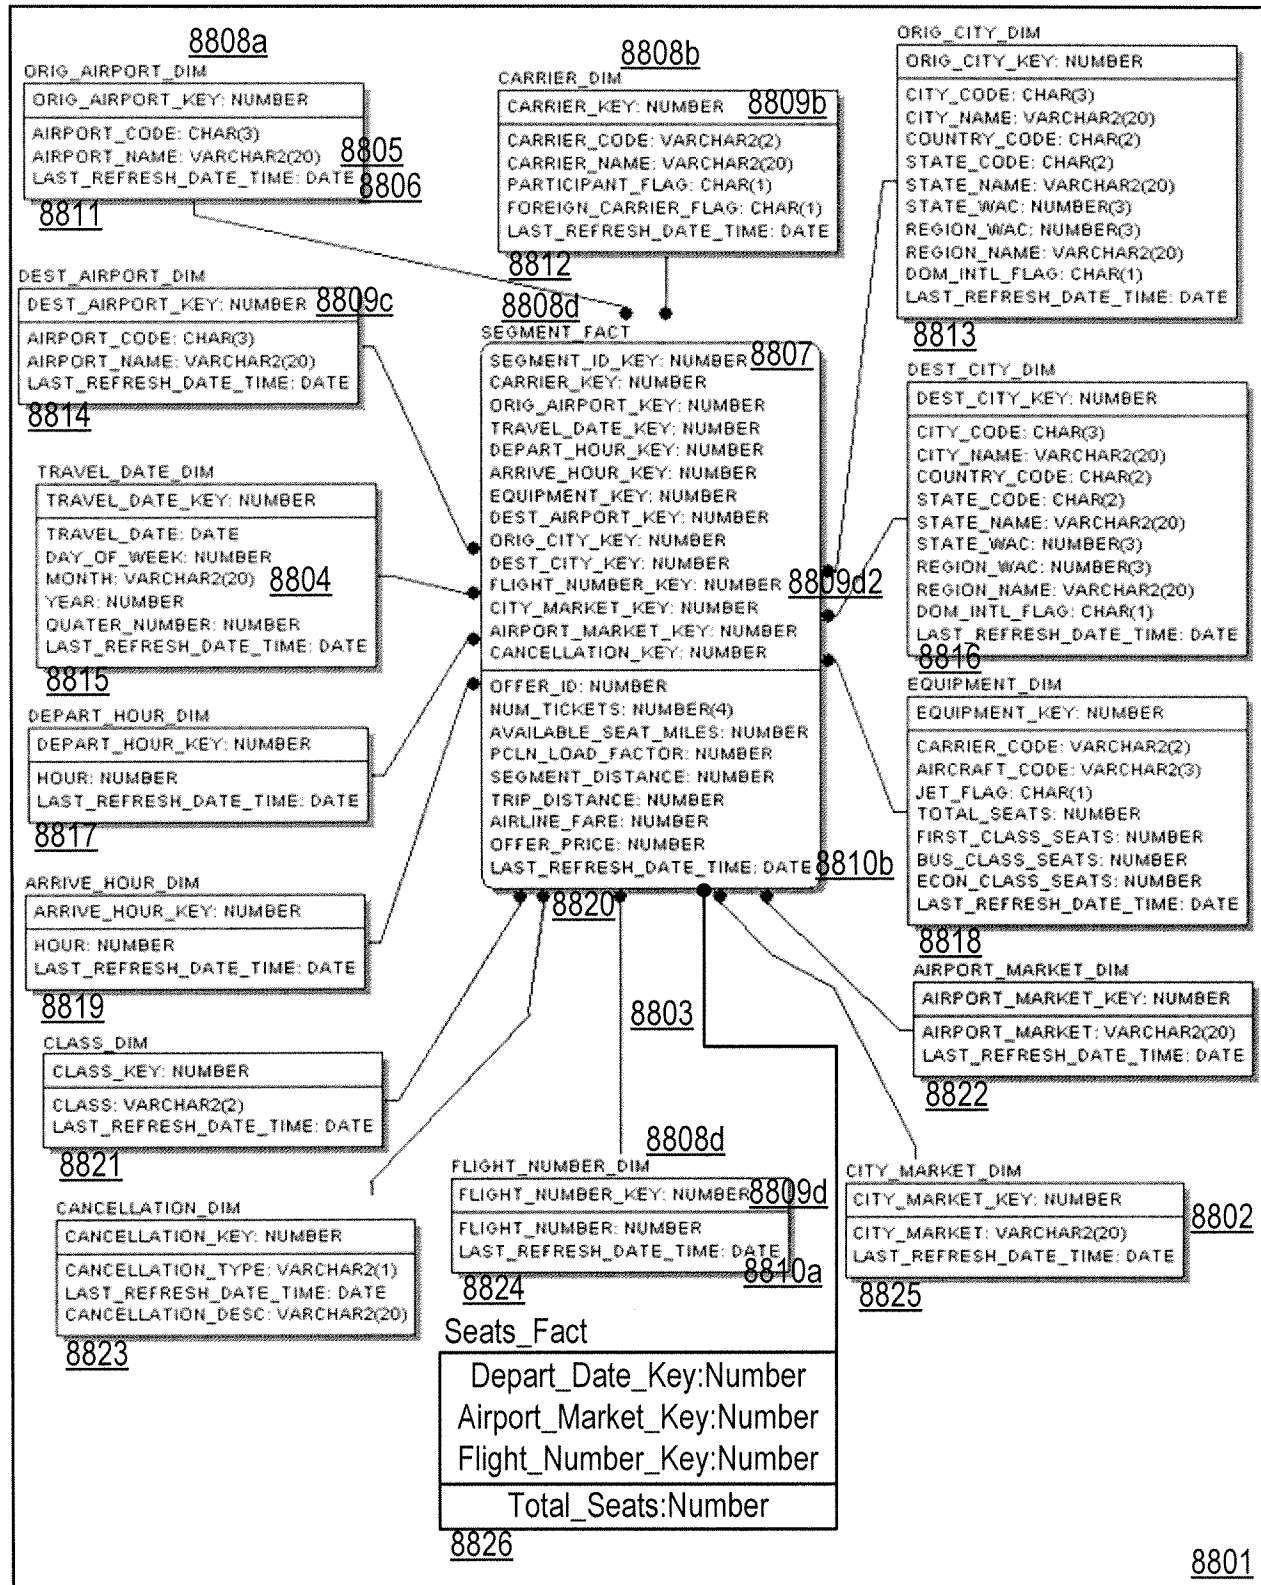 8808a
ORIG_AIRPORT_DIM
ORIG_AIRPORT_KEY: NUMBER
AIRPORT_CODE: CHAR(3)
AIRPORT_NAME: VARCHAR2(20) 8805
LAST_REFRESH_DATE_TIME: DATE 8806
8811
8808b
CARRIER_DIM
CARRIER_KEY: NUMBER 8809b
CARRIER_CODE: VARCHAR2(2)
CARRIER_NAME: VARCHAR2(20)
PARTICIPANT_FLAG: CHAR(1)
FOREIGN_CARRIER_FLAG: CHAR(1)
LAST_REFRESH_DATE_TIME: DATE
8812
ORIG_CITY_DIM
ORIG_CITY_KEY: NUMBER
CITY_CODE: CHAR(3)
CITY_NAME: VARCHAR2(20)
COUNTRY_CODE: CHAR(2)
STATE_CODE: CHAR(2)
STATE_NAME: VARCHAR2(20)
STATE_WAC: NUMBER(3)
REGION_WAC: NUMBER(3)
REGION_NAME: VARCHAR2(20)
DOM_INTL_FLAG: CHAR(1)
LAST_REFRESH_DATE_TIME: DATE
8813
DEST_AIRPORT_DIM
DEST_AIRPORT_KEY: NUMBER 8809c
AIRPORT_CODE: CHAR(3)
AIRPORT_NAME: VARCHAR2(20)
LAST_REFRESH_DATE_TIME: DATE
8814
8808d
SEGMENT_FACT
SEGMENT_ID_KEY: NUMBER 8807
CARRIER_KEY: NUMBER
ORIG_AIRPORT_KEY: NUMBER
TRAVEL_DATE_KEY: NUMBER
DEPART_HOUR_KEY: NUMBER
ARRIVE_HOUR_KEY: NUMBER
EQUIPMENT_KEY: NUMBER
DEST_AIRPORT_KEY: NUMBER
ORIG_CITY_KEY: NUMBER
DEST_CITY_KEY: NUMBER
FLIGHT_NUMBER_KEY: NUMBER 8809d2
CITY_MARKET_KEY: NUMBER
AIRPORT_MARKET_KEY: NUMBER
CANCELLATION_KEY: NUMBER
OFFER_ID: NUMBER
NUM_TICKETS: NUMBER(4)
AVAILABLE_SEAT_MILES: NUMBER
PCLN_LOAD_FACTOR: NUMBER
SEGMENT_DISTANCE: NUMBER
TRIP_DISTANCE: NUMBER
AIRLINE_FARE: NUMBER
OFFER_PRICE: NUMBER
LAST_REFRESH_DATE_TIME: DATE 8810b
8820
DEST_CITY_DIM
DEST_CITY_KEY: NUMBER
CITY_CODE: CHAR(3)
CITY_NAME: VARCHAR2(20)
COUNTRY_CODE: CHAR(2)
STATE_CODE: CHAR(2)
STATE_NAME: VARCHAR2(20)
STATE_WAC: NUMBER(3)
REGION_WAC: NUMBER(3)
REGION_NAME: VARCHAR2(20)
DOM_INTL_FLAG: CHAR(1)
LAST_REFRESH_DATE_TIME: DATE
8816
TRAVEL_DATE_DIM
TRAVEL_DATE_KEY: NUMBER
TRAVEL_DATE: DATE
DAY_OF_WEEK: NUMBER
MONTH: VARCHAR2(20) 8804
YEAR: NUMBER
QUATER_NUMBER: NUMBER
LAST_REFRESH_DATE_TIME: DATE
8815
DEPART_HOUR_DIM
DEPART_HOUR_KEY: NUMBER
HOUR: NUMBER
LAST_REFRESH_DATE_TIME: DATE
8817
EQUIPMENT_DIM
EQUIPMENT_KEY: NUMBER
CARRIER_CODE: VARCHAR2(2)
AIRCRAFT_CODE: VARCHAR2(3)
JET_FLAG: CHAR(1)
TOTAL_SEATS: NUMBER
FIRST_CLASS_SEATS: NUMBER
BUS_CLASS_SEATS: NUMBER
ECON_CLASS_SEATS: NUMBER
LAST_REFRESH_DATE_TIME: DATE
8818
ARRIVE_HOUR_DIM
ARRIVE_HOUR_KEY: NUMBER
HOUR: NUMBER
LAST_REFRESH_DATE_TIME: DATE
8819
8803
AIRPORT_MARKET_DIM
AIRPORT_MARKET_KEY: NUMBER
AIRPORT_MARKET: VARCHAR2(20)
LAST_REFRESH_DATE_TIME: DATE
8822
CLASS_DIM
CLASS_KEY: NUMBER
CLASS: VARCHAR2(2)
LAST_REFRESH_DATE_TIME: DATE
8821
8808d
FLIGHT_NUMBER_DIM
FLIGHT_NUMBER_KEY: NUMBER 8809d
FLIGHT_NUMBER: NUMBER
LAST_REFRESH_DATE_TIME: DATE
8810a
8824
CITY_MARKET_DIM
CITY_MARKET_KEY: NUMBER 8802
CITY_MARKET: VARCHAR2(20)
LAST_REFRESH_DATE_TIME: DATE
8825
CANCELLATION_DIM
CANCELLATION_KEY: NUMBER
CANCELLATION_TYPE: VARCHAR2(1)
LAST_REFRESH_DATE_TIME: DATE
CANCELLATION_DESC: VARCHAR2(20)
8823
Seats_Fact
Depart_Date_Key:Number
Airport_Market_Key:Number
Flight_Number_Key:Number
Total_Seats:Number
8826
8801